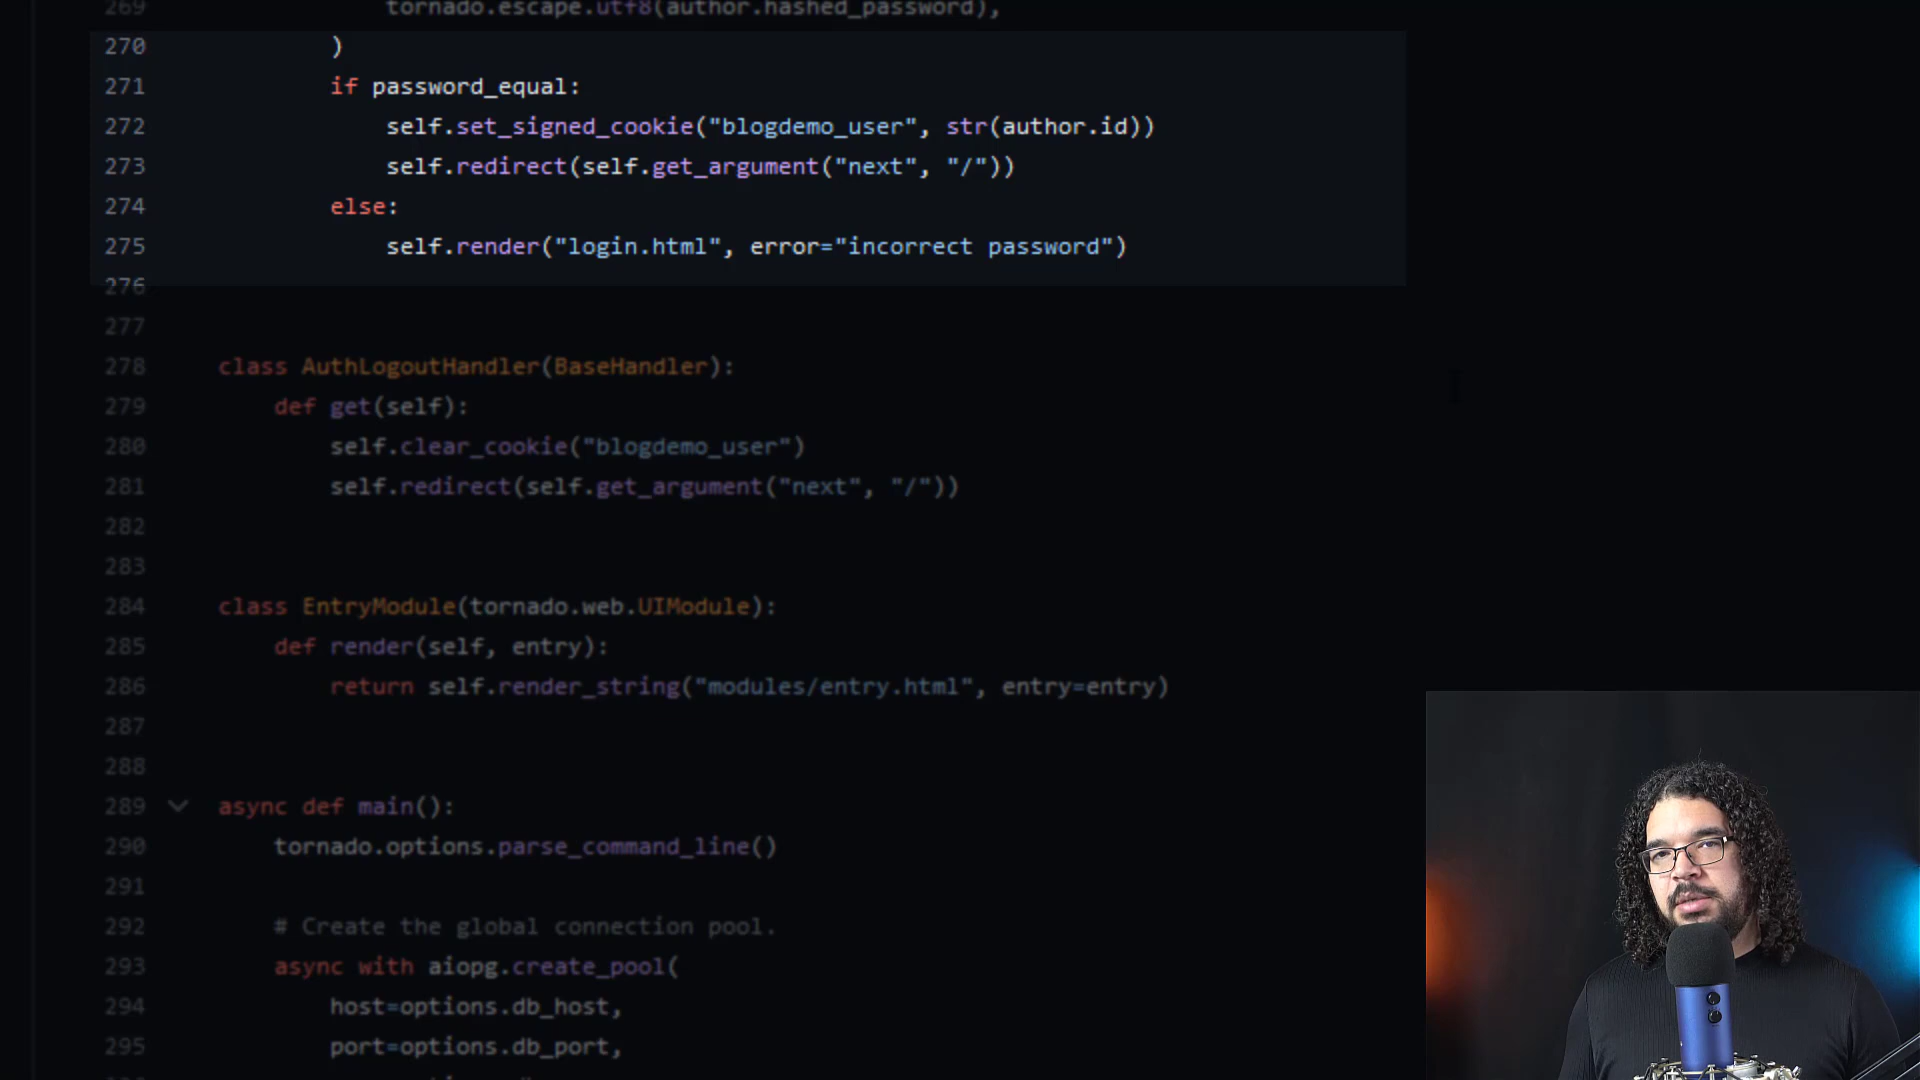 269 tornado.escape.utf8(author.hashed_password),
270 )
271 if password_equal:
272 self.set_signed_cookie("blogdemo_user", str(author.id))
273 self.redirect(self.get_argument("next", "/"))
274 else:
275 self.render("login.html", error="incorrect password")
276
277
278 class AuthLogoutHandler(BaseHandler):
279 def get(self):
280 self.clear_cookie("blogdemo_user")
281 self.redirect(self.get_argument("next", "/"))
282
283
284 class EntryModule(tornado.web.UIModule):
285 def render(self, entry):
286 return self.render_string("modules/entry.html", entry=entry)
287
288
289 async def main():
290 tornado.options.parse_command_line()
291
292 # Create the global connection pool.
293 async with aiopg.create_pool(
294 host=options.db_host,
295 port=options.db_port,